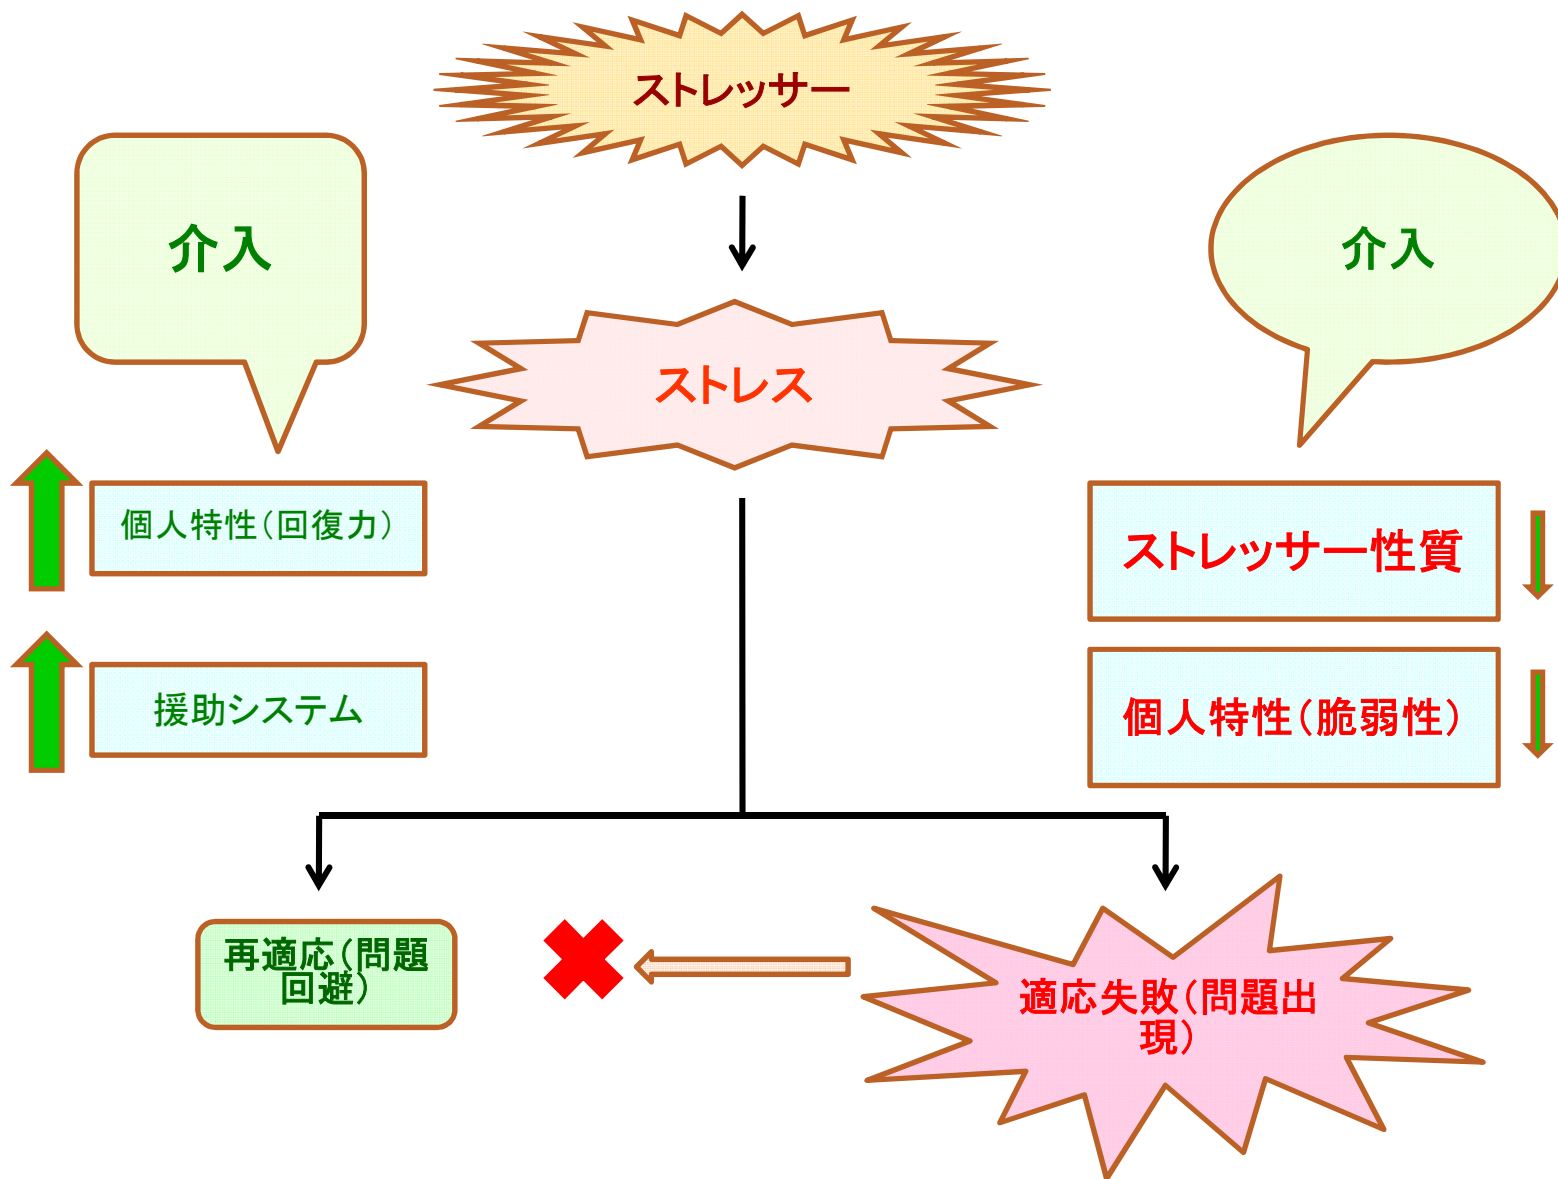 ストレッサー
介入
介入
ストレス
個人特性（回復力）
ストレッサー性質
援助システム
個人特性（脆弱性）
再適応（問題
回避）
適応失敗（問題出
現）